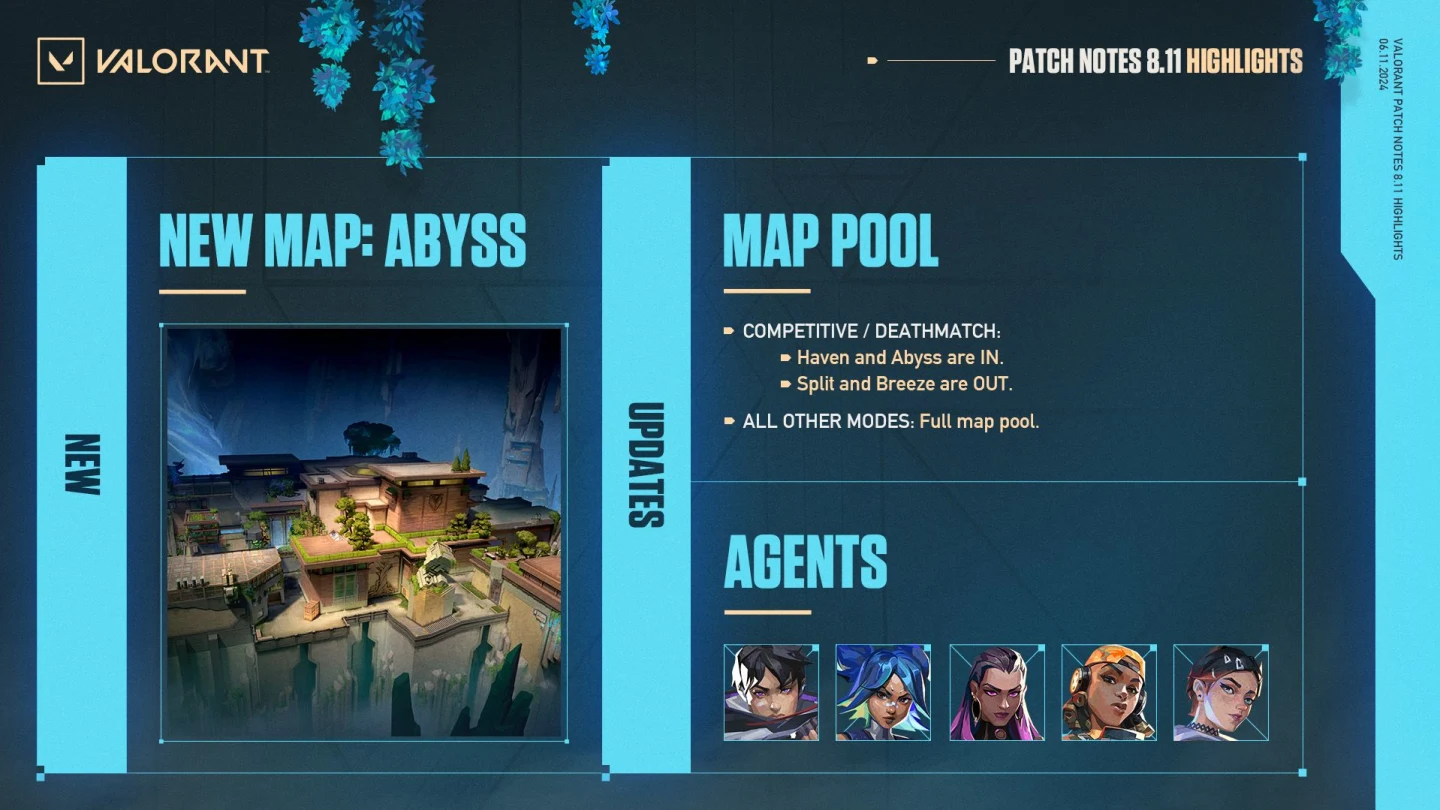 VALORANT
PATCH NOTES 8.11 HIGHLIGHTS
VALORANT PATCH NOTES 8.11 HIGHLIGHTS
06.11.2024
NEW
NEW MAP: ABYSS
UPDATES
MAP POOL
COMPETITIVE / DEATHMATCH:
Haven and Abyss are IN.
Split and Breeze are OUT.
ALL OTHER MODES: Full map pool.
AGENTS